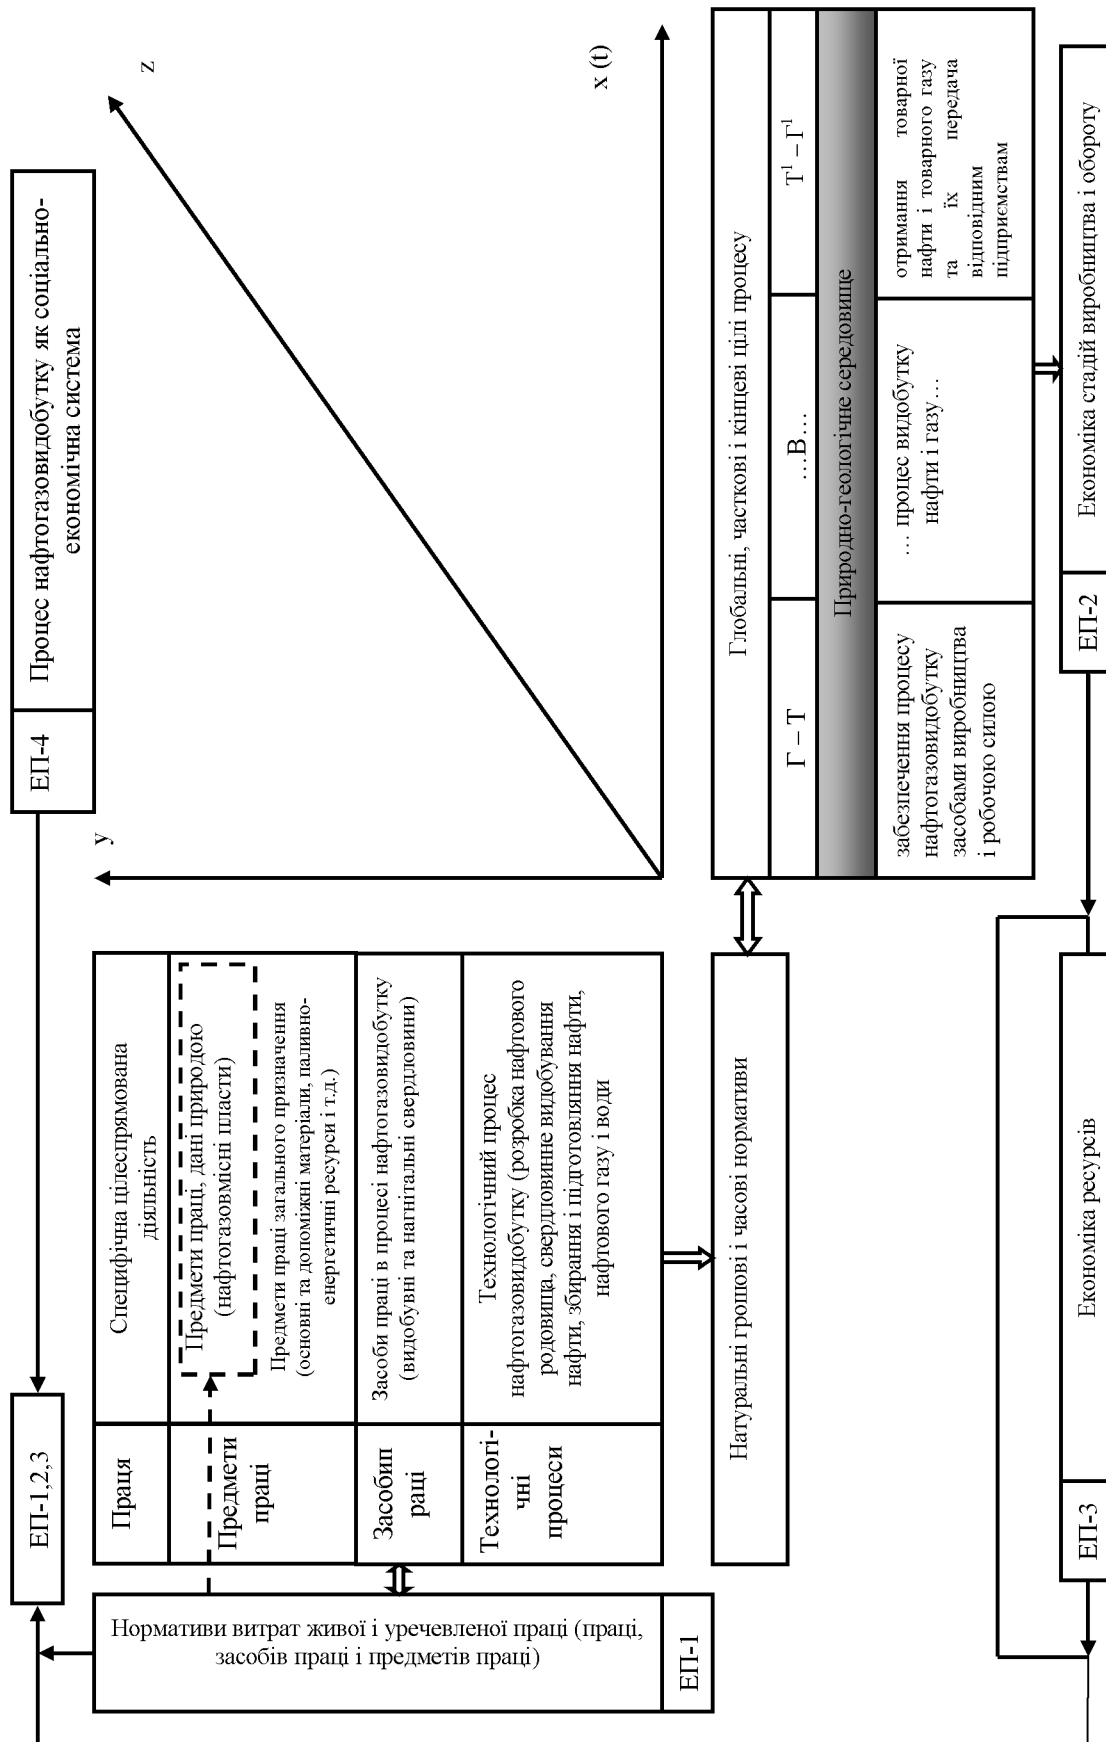 ЕП-1,2,3
ЕП-4
Процес нафтогазовидобутку як соціально-
економічна система
Нормативи витрат живої і уречевленої праці (праці,
засобів праці і предметів праці)
ЕП-1
Праця
Специфічна цілеспрямована
діяльність
Предмети
праці
Предмети праці, дані природою
(нафтогазовмісні пласти)
Предмети праці загального призначення
(основні та допоміжні матеріали, паливно-
енергетичні ресурси і т.д.)
Засобип
раці
Засоби праці в процесі нафтогазовидобутку
(видобувні та нагнітальні свердловини)
Технологі-
чні
процеси
Технологічний процес
нафтогазовидобутку (розробка нафтового
родовища, свердловинне видобування
нафти, збирання і підготовляння нафти,
нафтового газу і води
y
z
x (t)
Натуральні грошові і часові нормативи
Глобальні, часткові і кінцеві цілі процесу
Г – Т
…В…
Т¹ – Г¹
Природно-геологічне середовище
забезпечення процесу
нафтогазовидобутку
засобами виробництва
і робочою силою
… процес видобутку
нафти і газу…
отримання товарної
нафти і товарного газу
та їх передача
відповідним
підприємствам
ЕП-3
Економіка ресурсів
ЕП-2
Економіка стадій виробництва і обороту